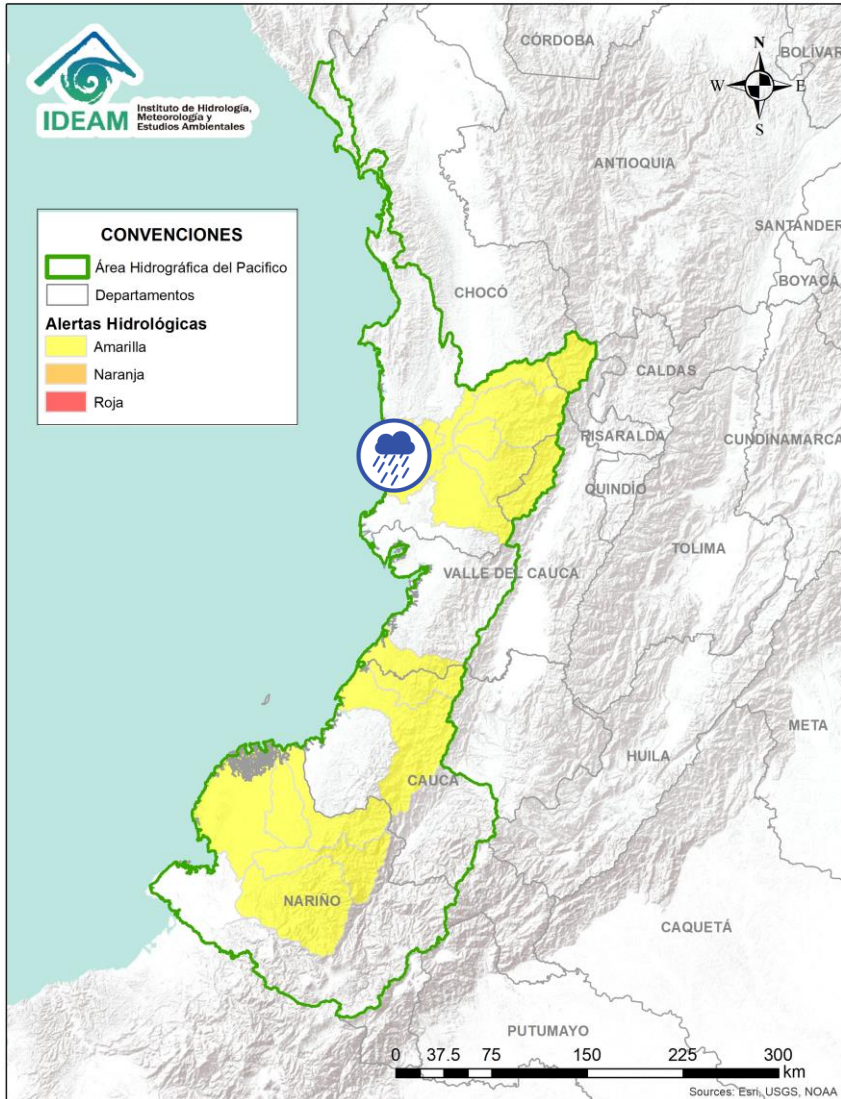 IDEAM
Instituto de Hidrología,
Meteorología y
Estudios Ambientales
CÓRDOBA
BOLÍVAR
N
W
E
S
ANTIOQUIA
SANTANDER
BOYACÁ
CONVENCIONES
Área Hidrográfica del Pacifico
Departamentos
Alertas Hidrológicas
Amarilla
Naranja
Roja
CHOCÓ
CALDAS
RISARALDA
CUNDINAMARCA
QUINDÍO
TOLIMA
VALLE DEL CAUCA
META
HUILA
CAUCA
NARIÑO
CAQUETÁ
PUTUMAYO
0 37.5 75 150 225 300
km
Sources: Esri, USGS, NOAA